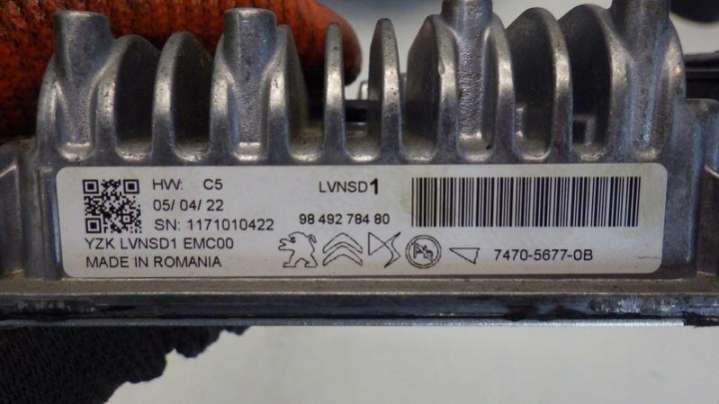 HW: C5
LVNSD1
05/ 04/ 22
SN: 1171010422
98 492 784 80
YZK LVNSD1 EMC00
MADE IN ROMANIA
7470-5677-0B